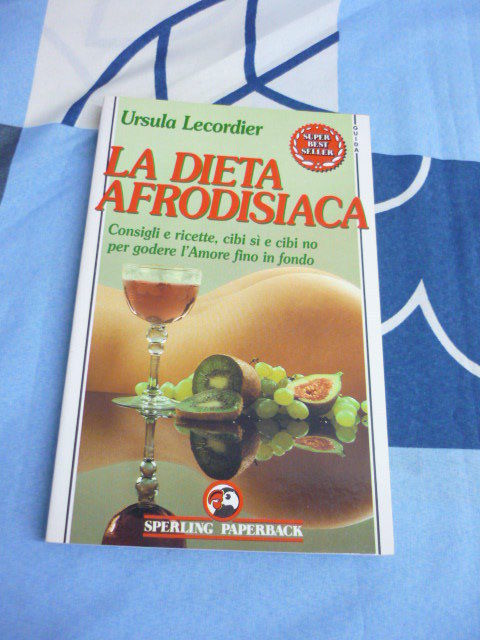 Ursula Lecordier
SUPER
BEST
SELLER
GUIDA
LA DIETA
AFRODISIACA
Consigli e ricette, cibi sì e cibi no
per godere l'Amore fino in fondo
SPERLING PAPERBACK